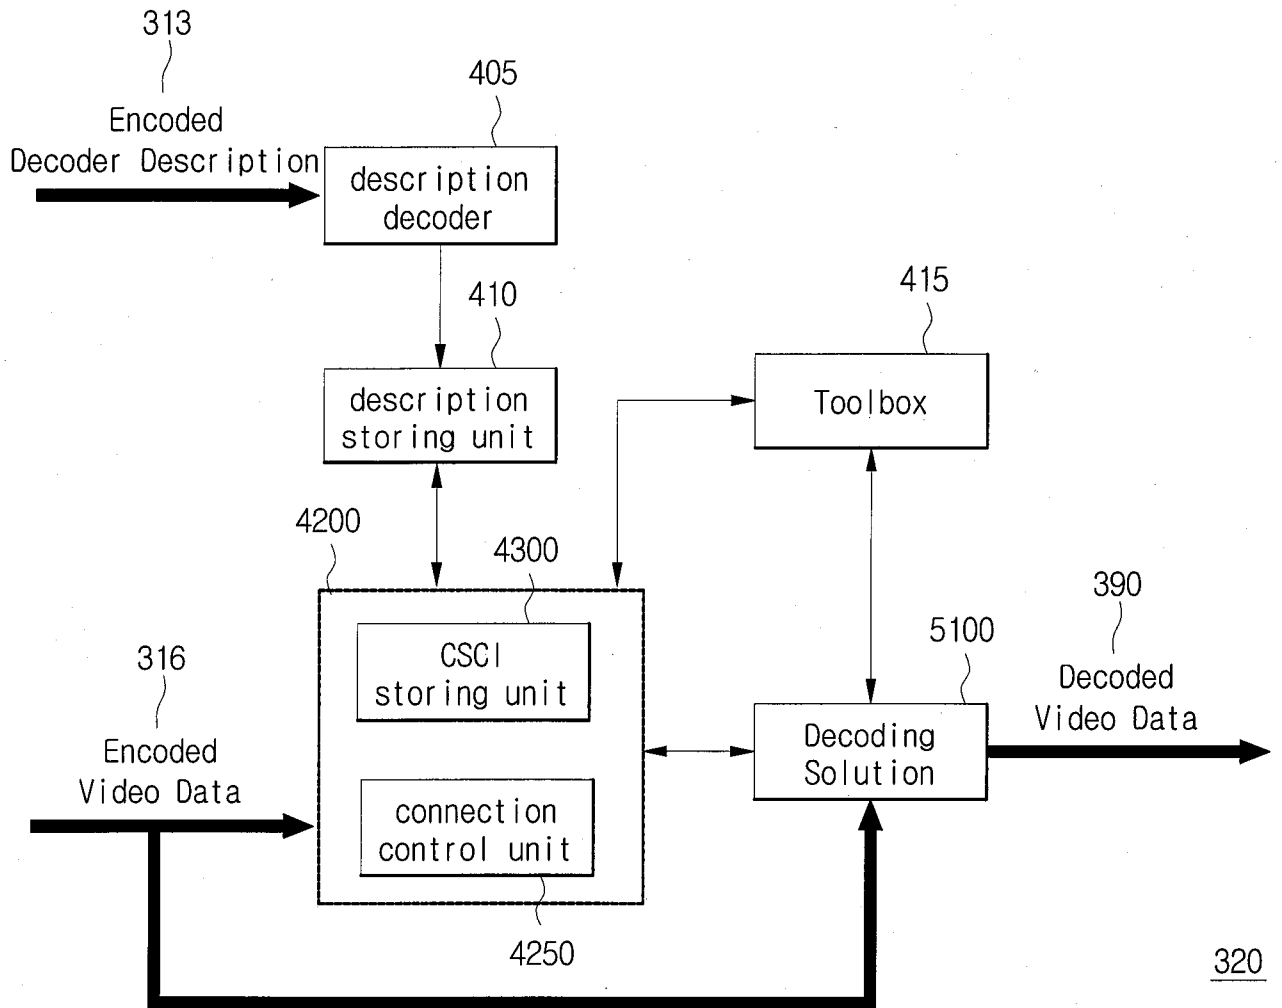 313
Encoded
Decoder Description
405
description
decoder
410
description
storing unit
415
Toolbox
4200
4300
CSCI
storing unit
connection
control unit
4250
316
Encoded
Video Data
5100
Decoding
Solution
390
Decoded
Video Data
320